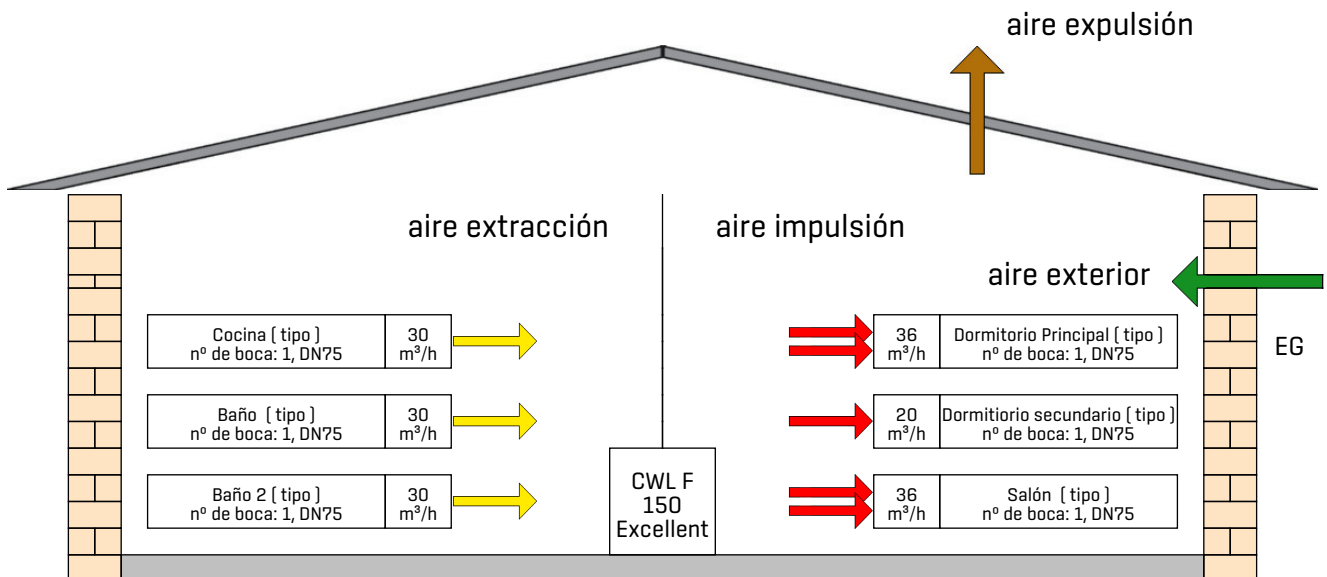 aire expulsión
aire extracción
aire impulsión
aire exterior
Cocina ( tipo )
nº de boca: 1, DN75
30
m³/h
36
m³/h
Dormitorio Principal ( tipo )
nº de boca: 1, DN75
EG
Baño ( tipo )
nº de boca: 1, DN75
30
m³/h
20
m³/h
Dormitiorio secundario ( tipo )
nº de boca: 1, DN75
Baño 2 ( tipo )
nº de boca: 1, DN75
30
m³/h
CWL F
150
Excellent
36
m³/h
Salón ( tipo )
nº de boca: 1, DN75